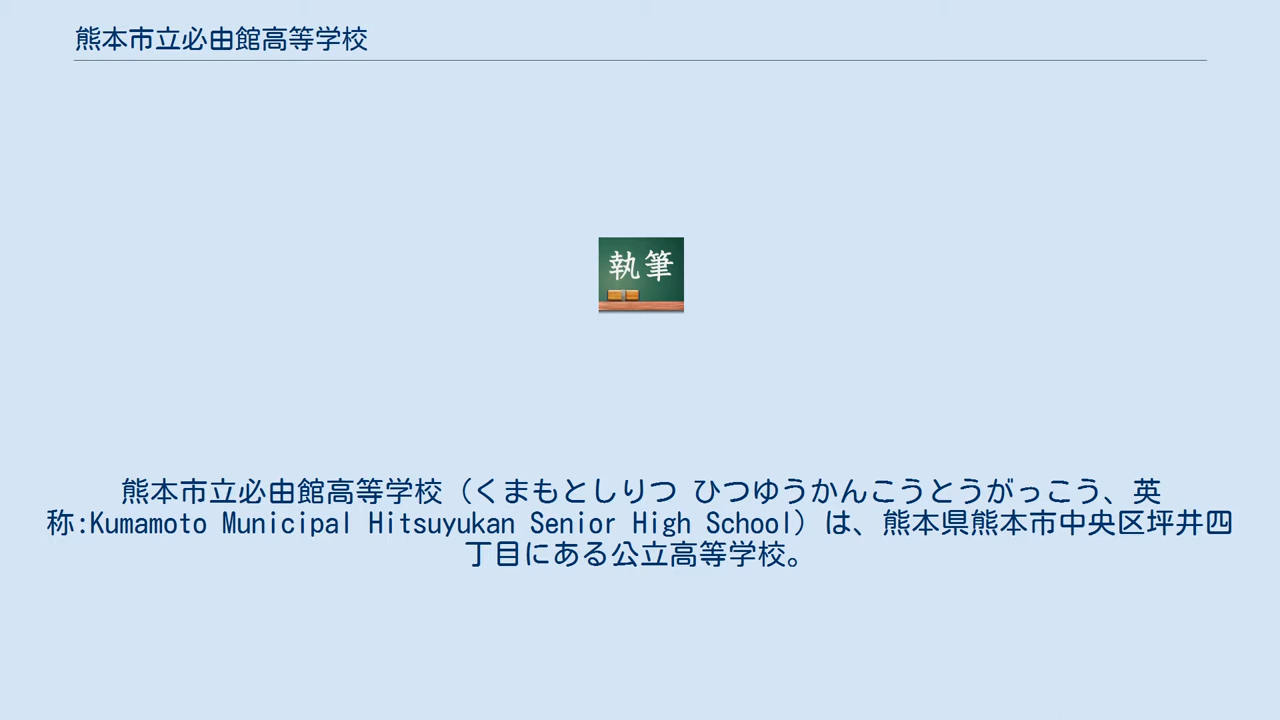 熊本市立必由館高等学校
執筆
熊本市立必由館高等学校（くまもとしりつ ひつゆうかんこうとうがっこう、英
称:Kumamoto Municipal Hitsuyukan Senior High School）は、熊本県熊本市中央区坪井四
丁目にある公立高等学校。